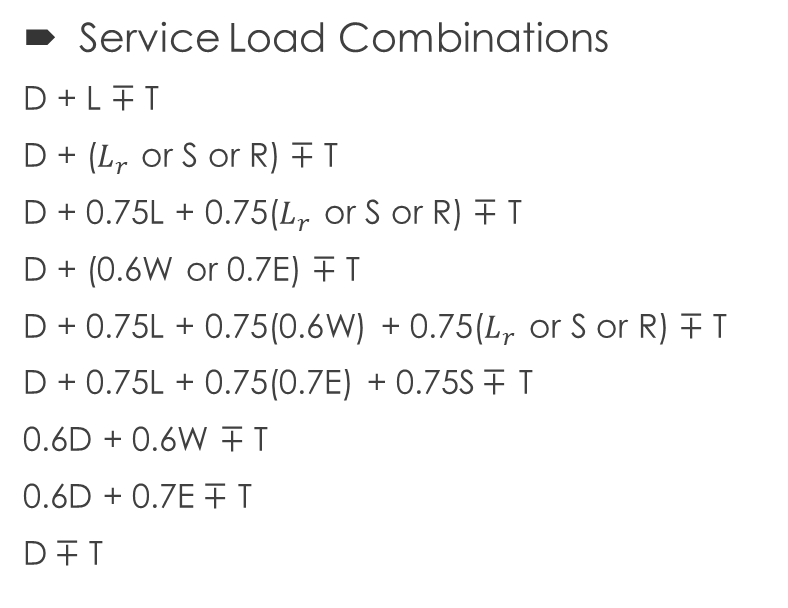 Service Load Combinations
D + L ∓ T
D + (Lᵣ or S or R) ∓ T
D + 0.75L + 0.75(Lᵣ or S or R) ∓ T
D + (0.6W or 0.7E) ∓ T
D + 0.75L + 0.75(0.6W) + 0.75(Lᵣ or S or R) ∓ T
D + 0.75L + 0.75(0.7E) + 0.75S ∓ T
0.6D + 0.6W ∓ T
0.6D + 0.7E ∓ T
D ∓ T